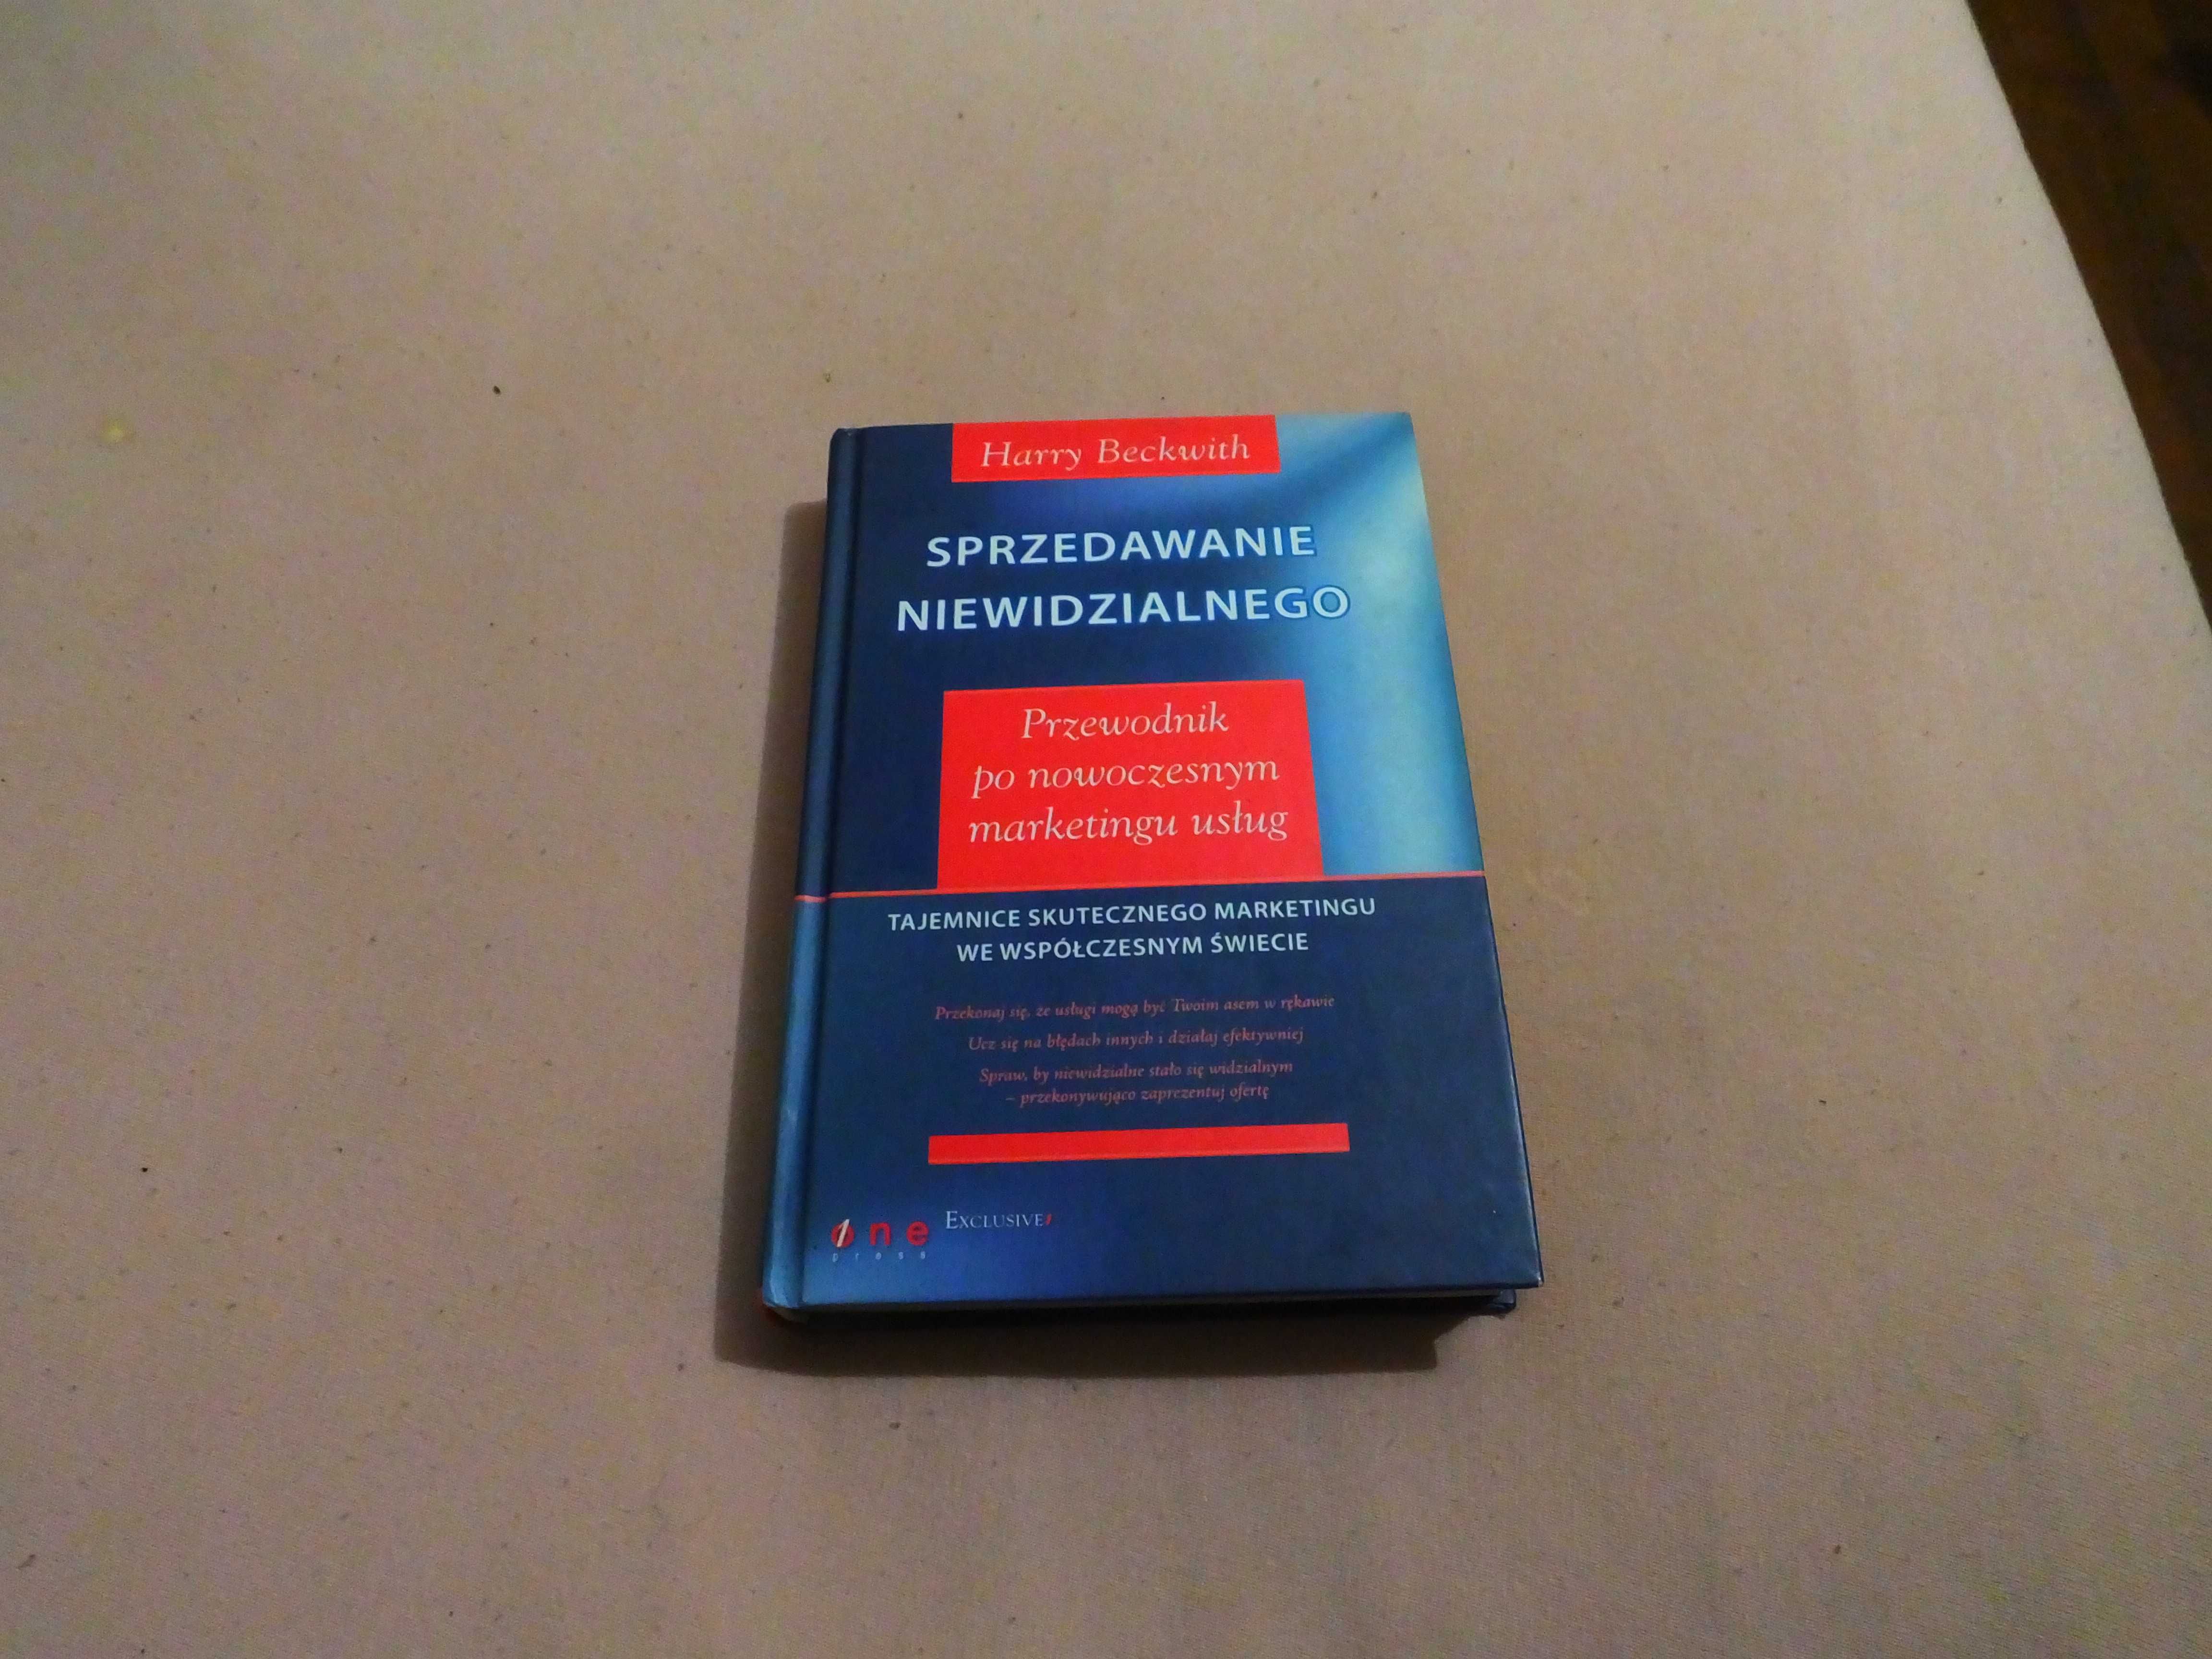 Harry Beckwith
SPRZEDAWANIE
NIEWIDZIALNEGO
Przewodnik
po nowoczesnym
marketingu usług
TAJEMNICE SKUTECZNEGO MARKETINGU
WE WSPÓŁCZESNYM ŚWIECIE
Przekonaj się, że usługi mogą być Twoim asem w rękawie
Ucz się na błędach innych i działaj efektywniej
Spraw, by niewidzialne stało się widzialnym
– przekonywująco zaprezentuj ofertę
one EXCLUSIVE
press